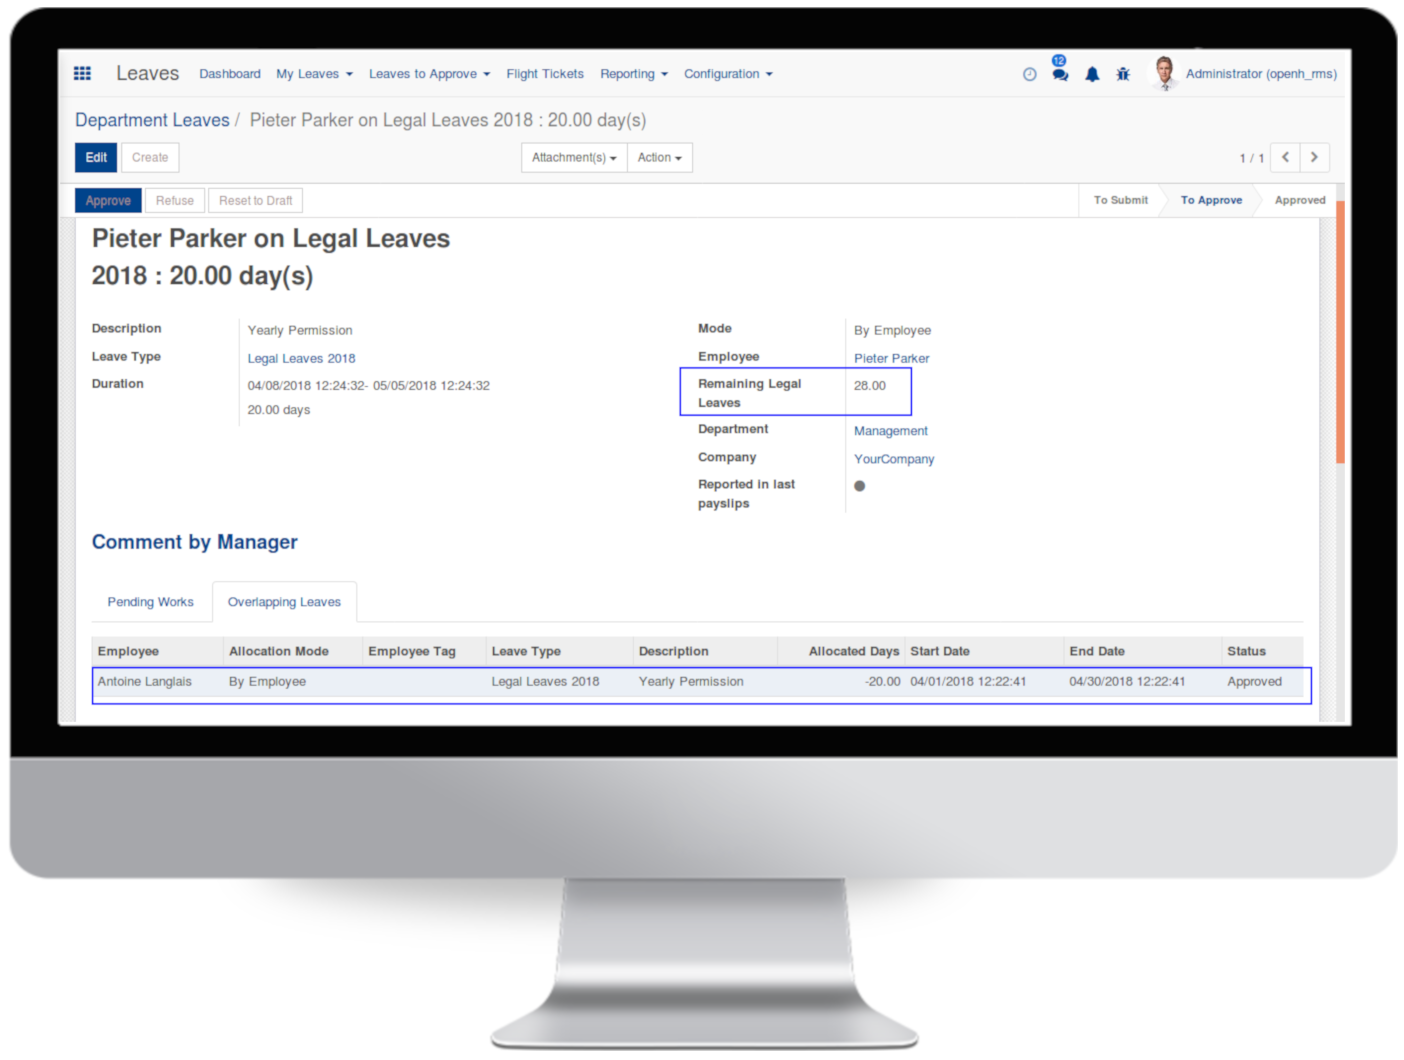 Leaves Dashboard My Leaves Leaves to Approve Flight Tickets Reporting Configuration 12 Administrator (openh_rms)
Department Leaves / Pieter Parker on Legal Leaves 2018 : 20.00 day(s)
Edit Create Attachment(s) Action 1 / 1
Approve Refuse Reset to Draft To Submit To Approve Approved
Pieter Parker on Legal Leaves
2018 : 20.00 day(s)
Description Yearly Permission
Leave Type Legal Leaves 2018
Duration 04/08/2018 12:24:32- 05/05/2018 12:24:32
20.00 days
Mode By Employee
Employee Pieter Parker
Remaining Legal 28.00
Leaves
Department Management
Company YourCompany
Reported in last
payslips
Comment by Manager
Pending Works Overlapping Leaves
Employee Allocation Mode Employee Tag Leave Type Description Allocated Days Start Date End Date Status
Antoine Langlais By Employee Legal Leaves 2018 Yearly Permission -20.00 04/01/2018 12:22:41 04/30/2018 12:22:41 Approved